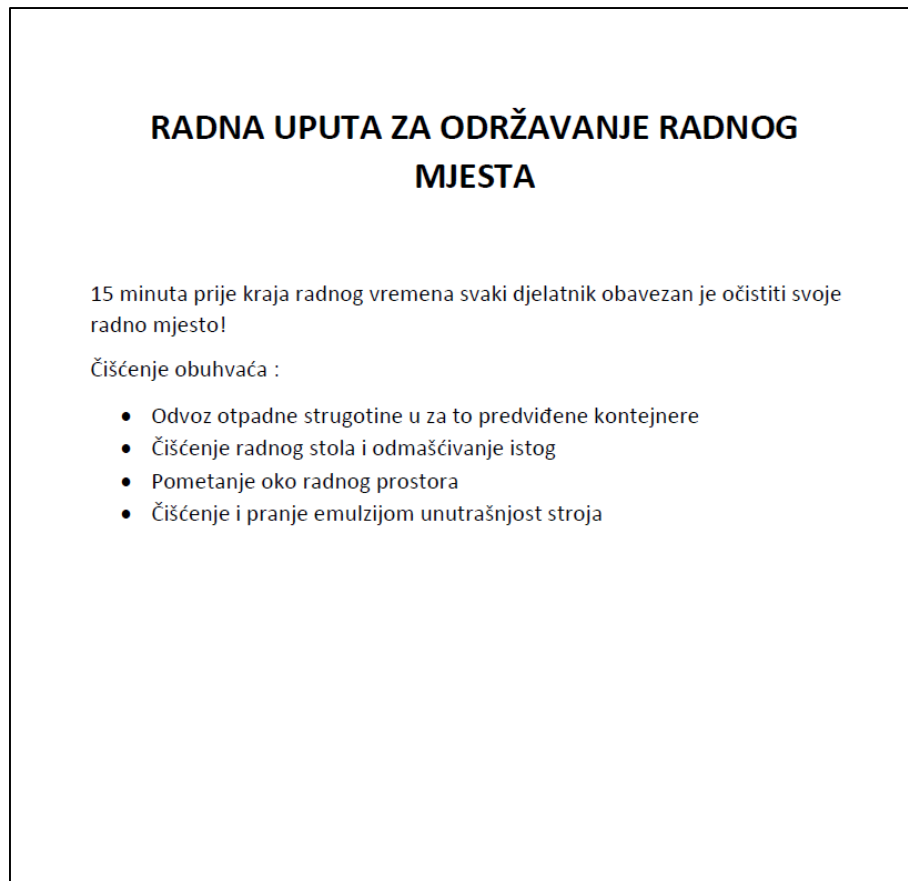 RADNA UPUTA ZA ODRŽAVANJE RADNOG
MJESTA
15 minuta prije kraja radnog vremena svaki djelatnik obavezan je očistiti svoje
radno mjesto!
Čišćenje obuhvaća :
• Odvoz otpadne strugotine u za to predviđene kontejnere
• Čišćenje radnog stola i odmašćivanje istog
• Pometanje oko radnog prostora
• Čišćenje i pranje emulzijom unutrašnjost stroja